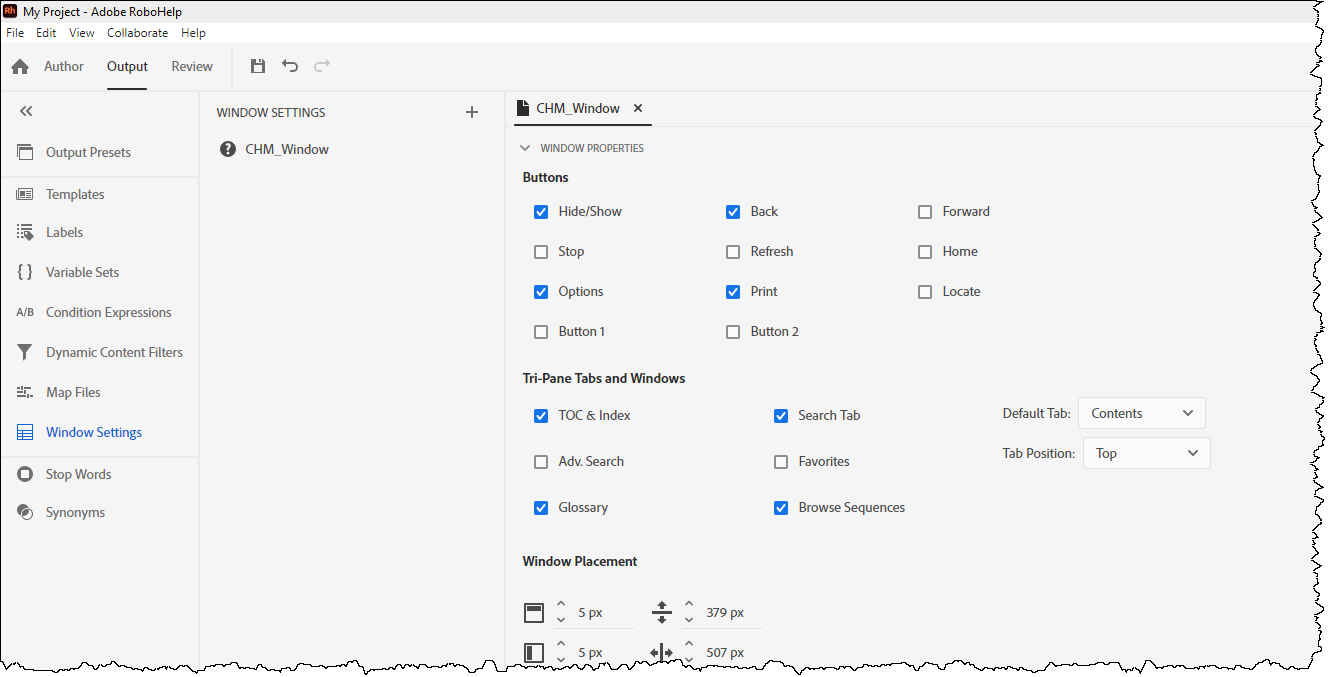 Rh My Project - Adobe RoboHelp
File Edit View Collaborate Help
Author Output Review
WINDOW SETTINGS
CHM_Window
Output Presets
Templates
Labels
Variable Sets
A/B Condition Expressions
Dynamic Content Filters
Map Files
Window Settings
Stop Words
Synonyms
CHM_Window
WINDOW PROPERTIES
Buttons
Hide/Show Back Forward
Stop Refresh Home
Options Print Locate
Button 1 Button 2
Tri-Pane Tabs and Windows
TOC & Index Search Tab Default Tab: Contents
Tab Position: Top
Adv. Search Favorites
Glossary Browse Sequences
Window Placement
5 px 379 px
5 px 507 px